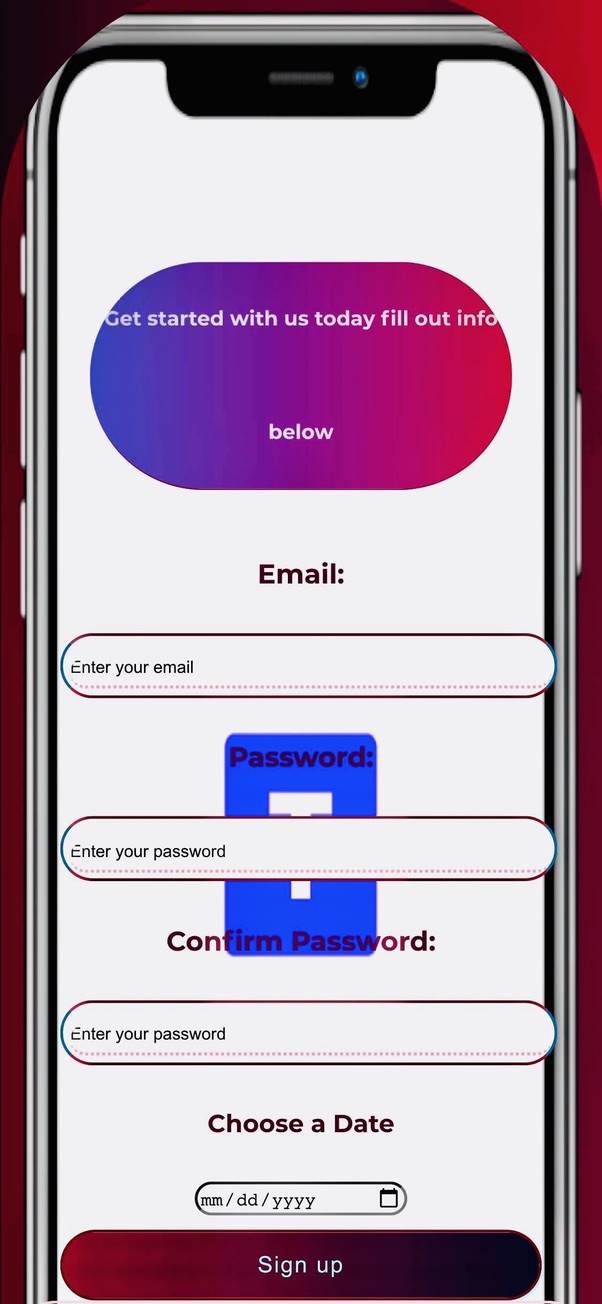 Get started with us today fill out info
below
Email:
Enter your email
Password:
Enter your password
Confirm Password:
Enter your password
Choose a Date
mm/dd/yyyy
Sign up